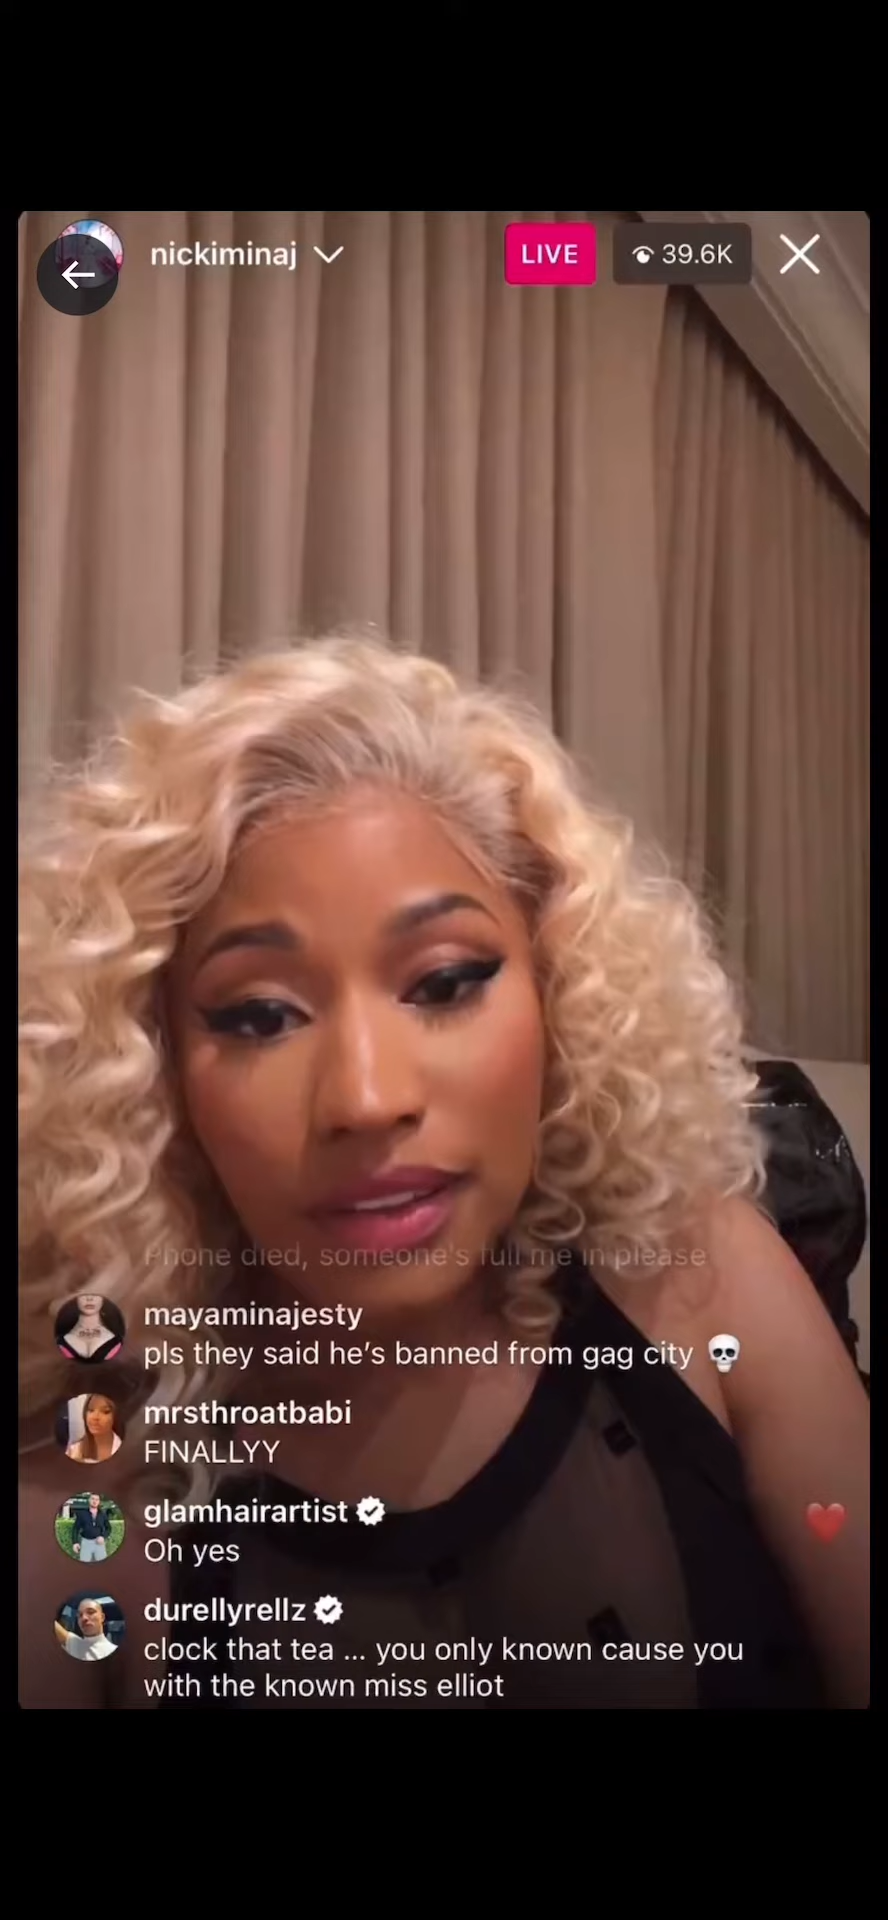 nickiminaj
LIVE
39.6K
Phone died, someone's full me in please
mayaminajesty
pls they said he’s banned from gag city 💀
mrsthroatbabi
FINALLYY
glamhairartist
Oh yes
durellyrellz
clock that tea ... you only known cause you
with the known miss elliot